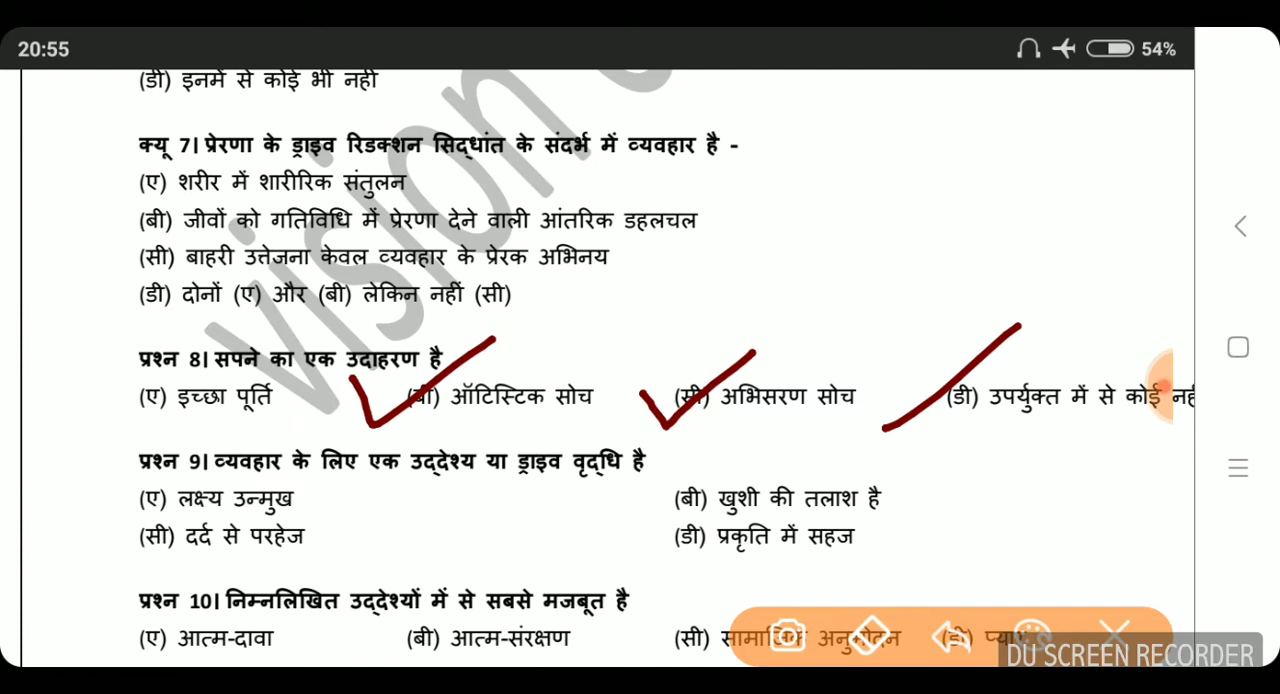 20:55
54%
(डी) इनमें से कोई भी नहीं
क्यू 7। प्रेरणा के ड्राइव रिडक्शन सिद्धांत के संदर्भ में व्यवहार है -
(ए) शरीर में शारीरिक संतुलन
(बी) जीवों को गतिविधि में प्रेरणा देने वाली आंतरिक डहलचल
(सी) बाहरी उत्तेजना केवल व्यवहार के प्रेरक अभिनय
(डी) दोनों (ए) और (बी) लेकिन नहीं (सी)
प्रश्न 8। सपने का एक उदाहरण है
(ए) इच्छा पूर्ति (बी) ऑटिस्टिक सोच (सी) अभिसरण सोच (डी) उपर्युक्त में से कोई
प्रश्न 9। व्यवहार के लिए एक उद्देश्य या ड्राइव वृद्धि है
(ए) लक्ष्य उन्मुख (बी) खुशी की तलाश है
(सी) दर्द से परहेज (डी) प्रकृति में सहज
प्रश्न 10। निम्नलिखित उद्देश्यों में से सबसे मजबूत है
(ए) आत्म-दावा (बी) आत्म-संरक्षण (सी) सामाजिक अनुमोदन (डी) प्यार
DU SCREEN RECORDER
vision